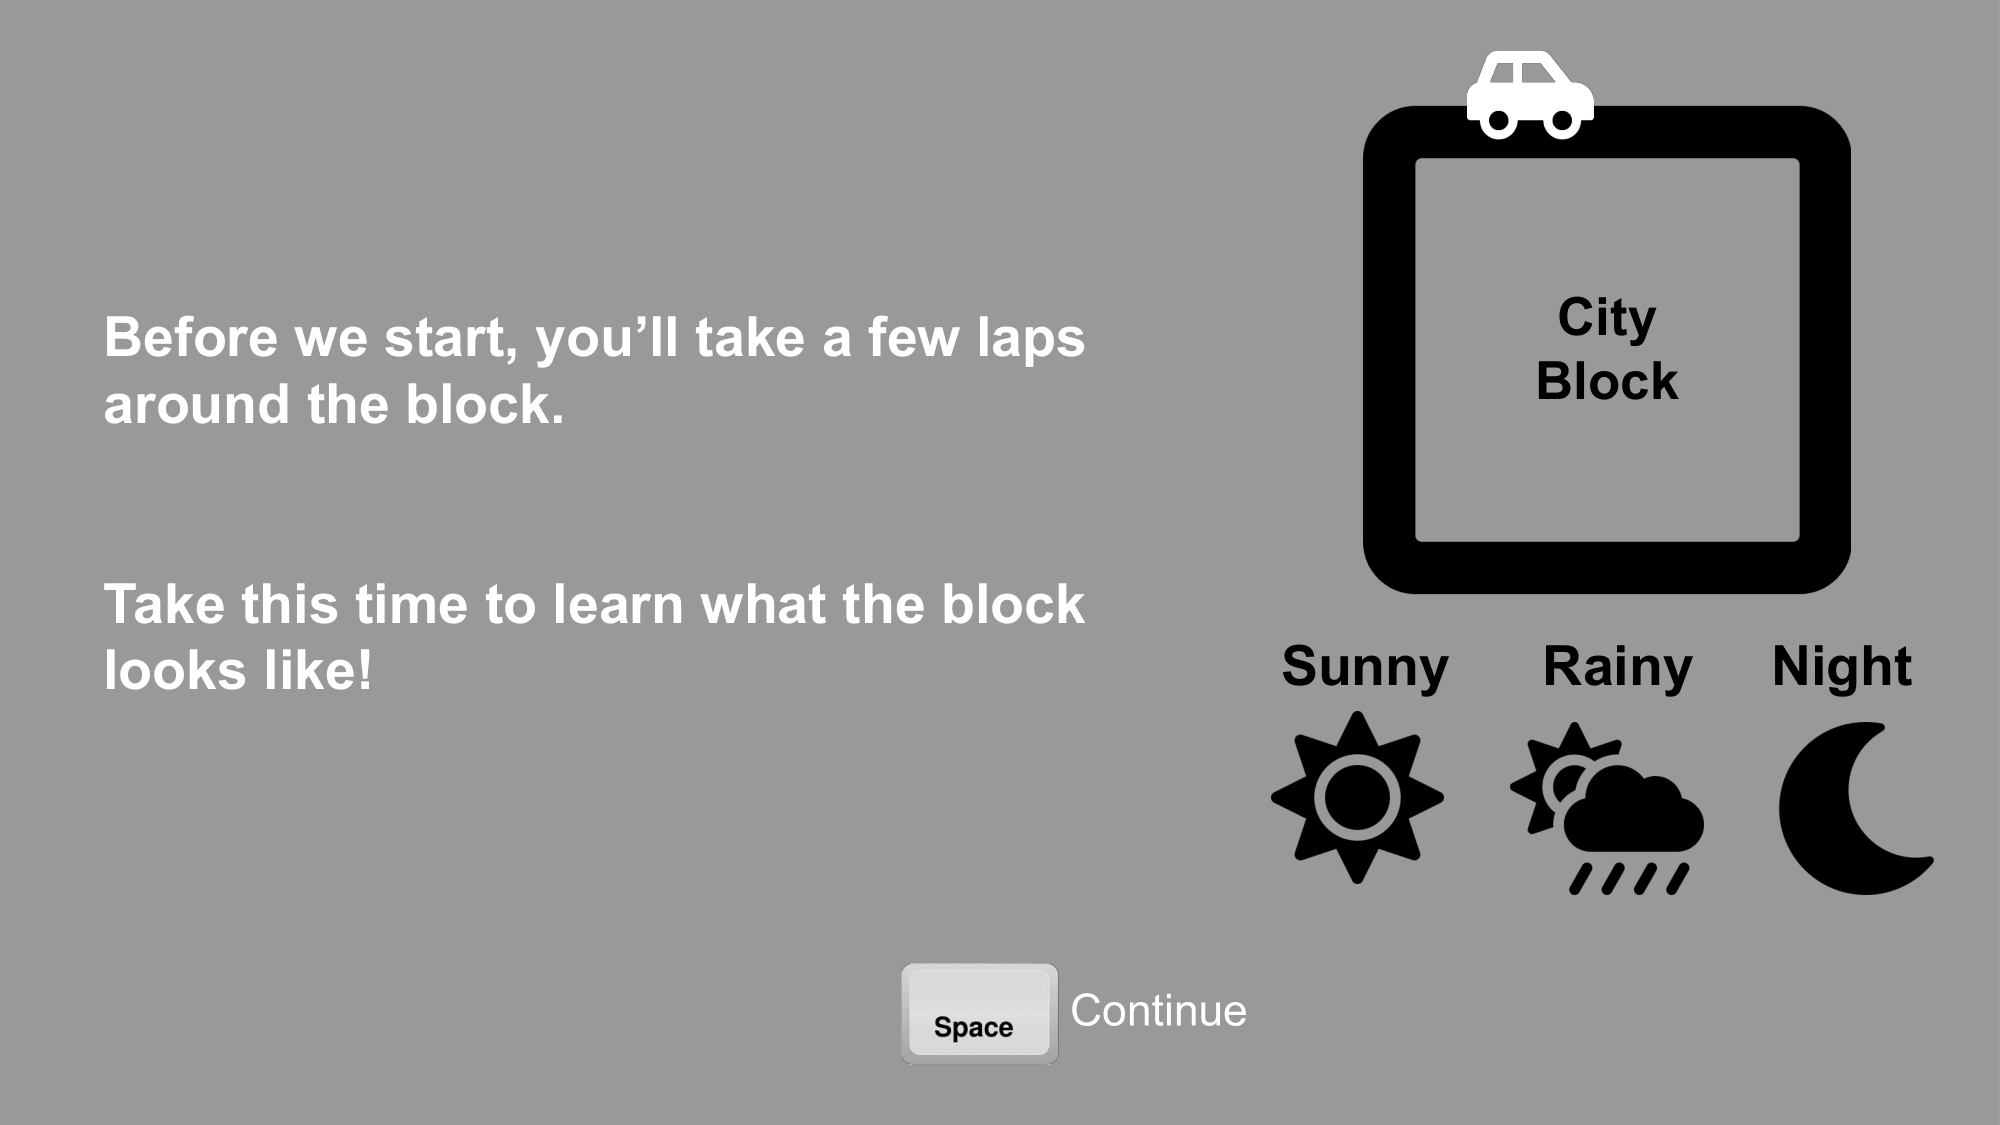 Before we start, you’ll take a few laps
around the block.
Take this time to learn what the block
looks like!
City
Block
Sunny
Rainy
Night
Space
Continue